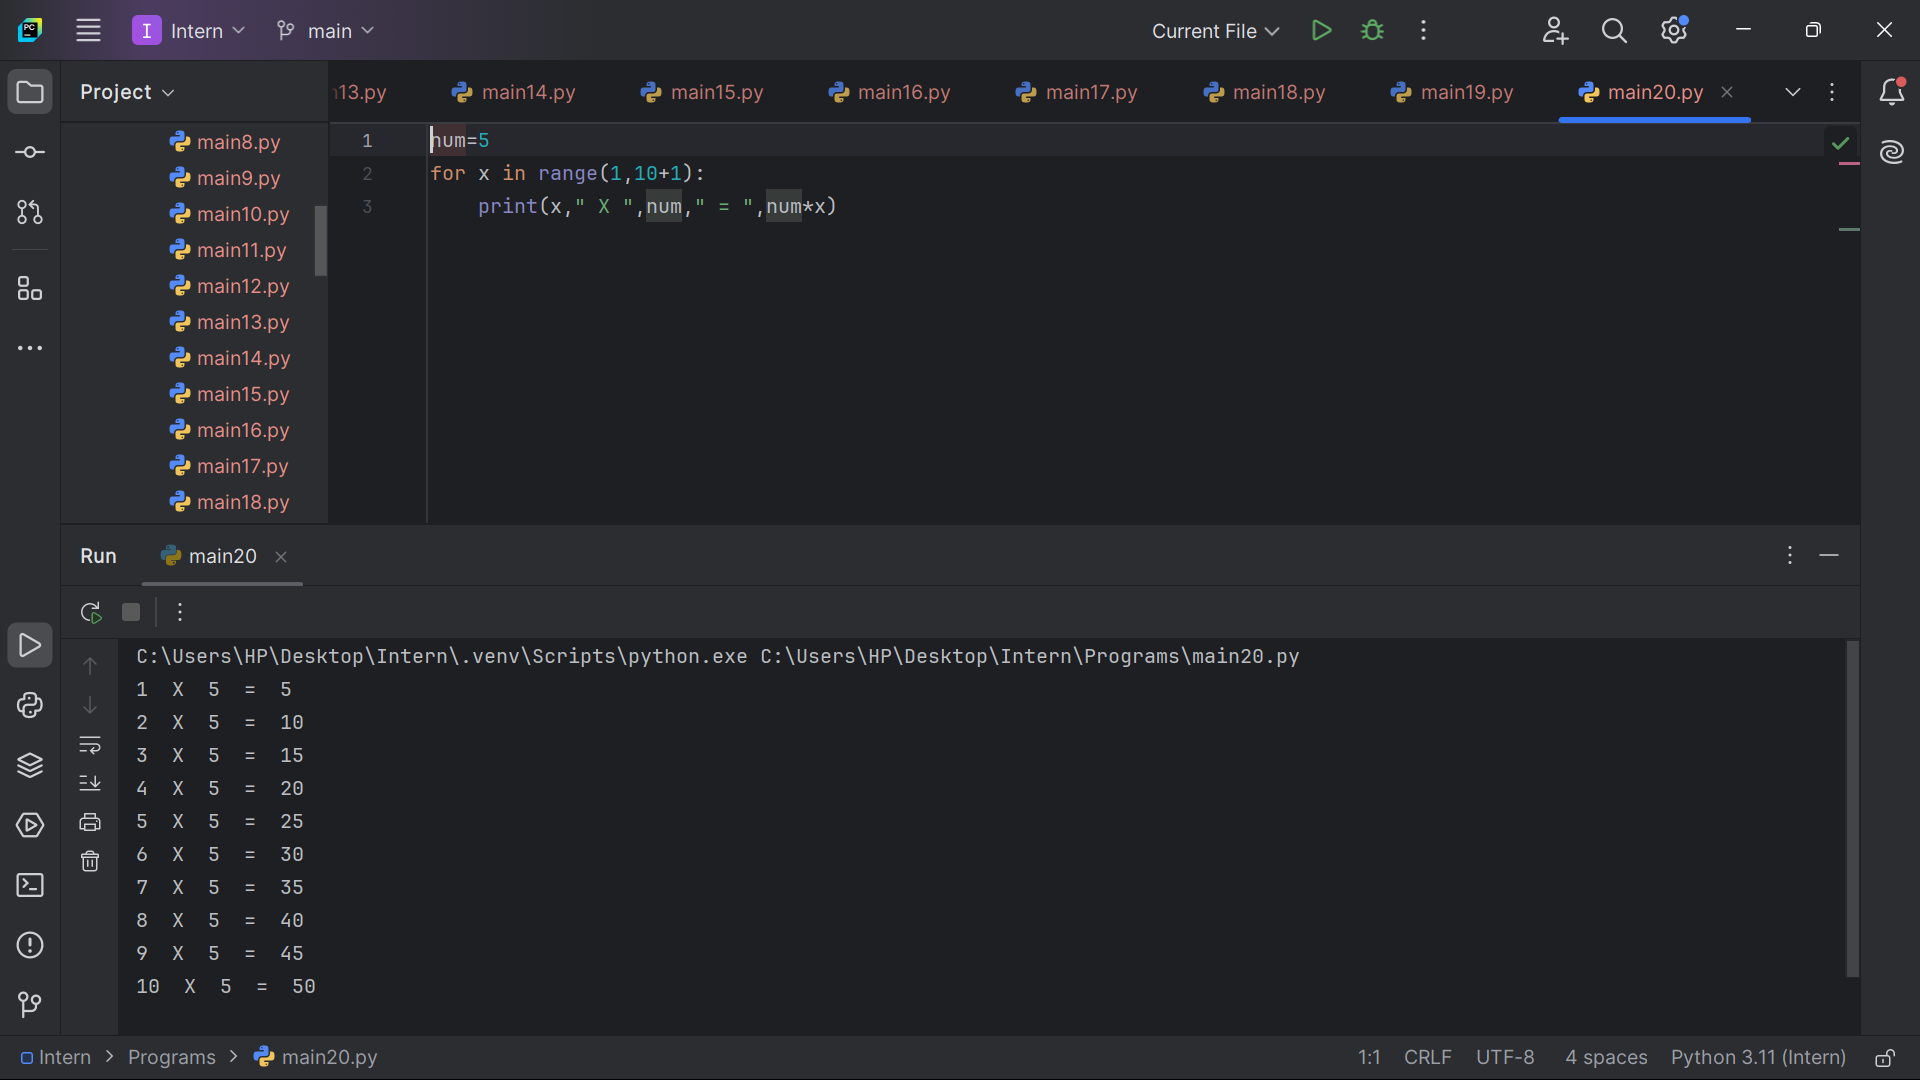 PC
I Intern main Current File
Project
13.py main14.py main15.py main16.py main17.py main18.py main19.py main20.py
main8.py
main9.py
main10.py
main11.py
main12.py
main13.py
main14.py
main15.py
main16.py
main17.py
main18.py
1 num=5
2 for x in range(1,10+1):
3 print(x," X ",num," = ",num*x)
Run main20
C:\Users\HP\Desktop\Intern\.venv\Scripts\python.exe C:\Users\HP\Desktop\Intern\Programs\main20.py
1  X  5  =  5
2  X  5  =  10
3  X  5  =  15
4  X  5  =  20
5  X  5  =  25
6  X  5  =  30
7  X  5  =  35
8  X  5  =  40
9  X  5  =  45
10  X  5  =  50
Intern > Programs > main20.py 1:1 CRLF UTF-8 4 spaces Python 3.11 (Intern)